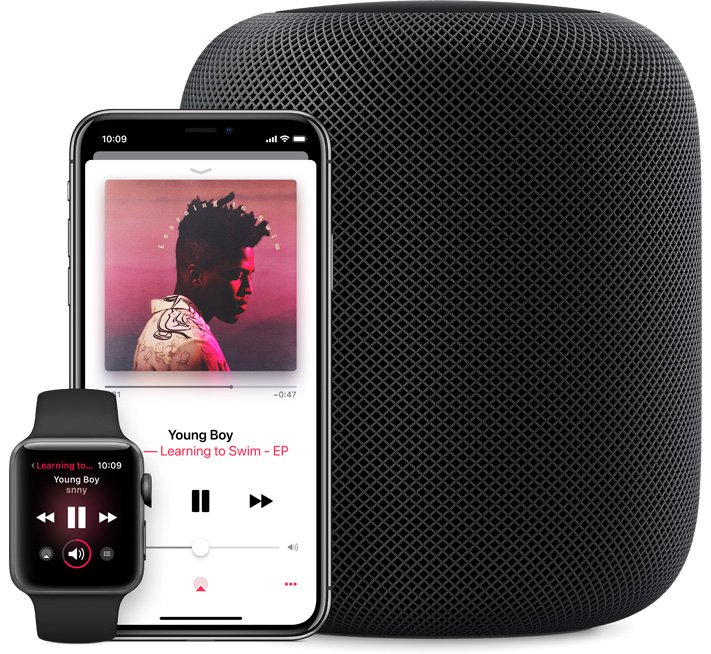 10:09
Learning to Swim
-0:47
Young Boy
— Learning to Swim - EP
Learning to... 10:09
Young Boy
snny